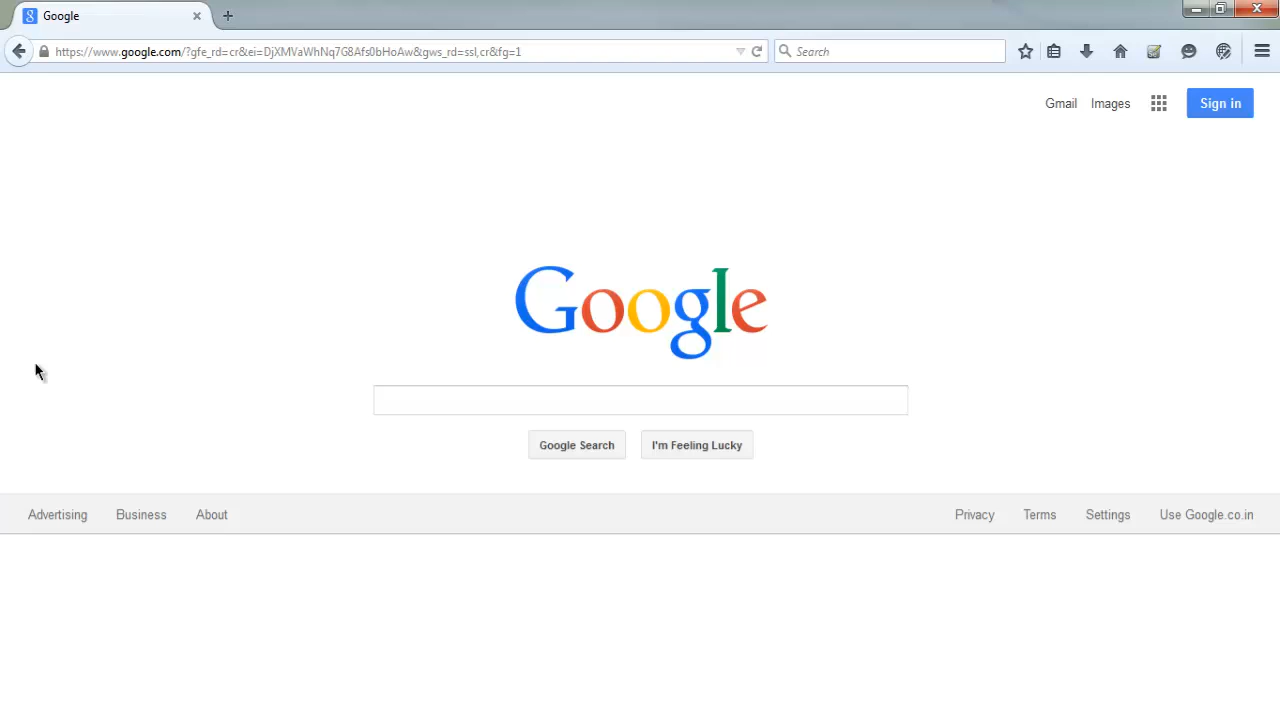 Google
https://www.google.com/?gfe_rd=cr&ei=DjXMVaWhNq7G8Afs0bHoAw&gws_rd=ssl,cr&fg=1
Search
Gmail Images Sign in
Google
Google Search I'm Feeling Lucky
Advertising Business About Privacy Terms Settings Use Google.co.in